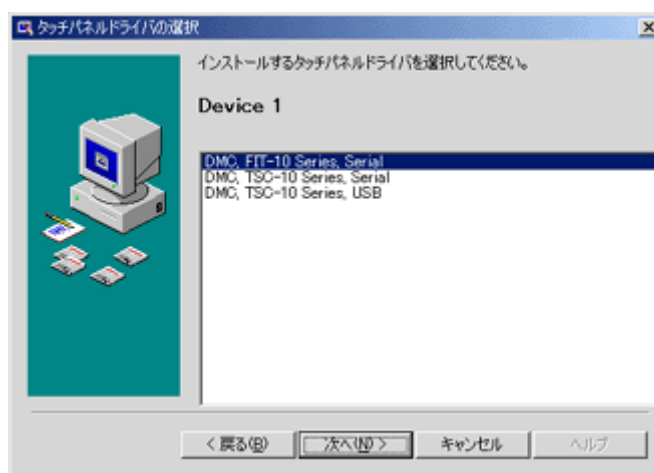 タッチパネルドライバの選択
インストールするタッチパネルドライバを選択してください。
Device 1
DMC, FIT-10 Series, Serial
DMC, TSC-10 Series, Serial
DMC, TSC-10 Series, USB
< 戻る(B)
次へ(N) >
キャンセル
ヘルプ